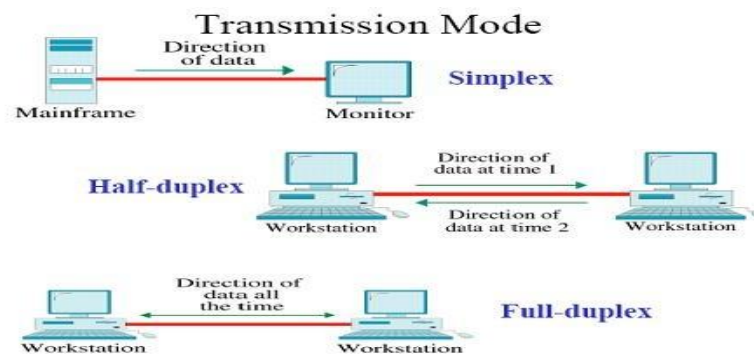 Transmission Mode
Direction
of data
Simplex
Mainframe
Monitor
Half-duplex
Direction of
data at time 1
Direction of
data at time 2
Workstation
Workstation
Direction of
data all
the time
Full-duplex
Workstation
Workstation